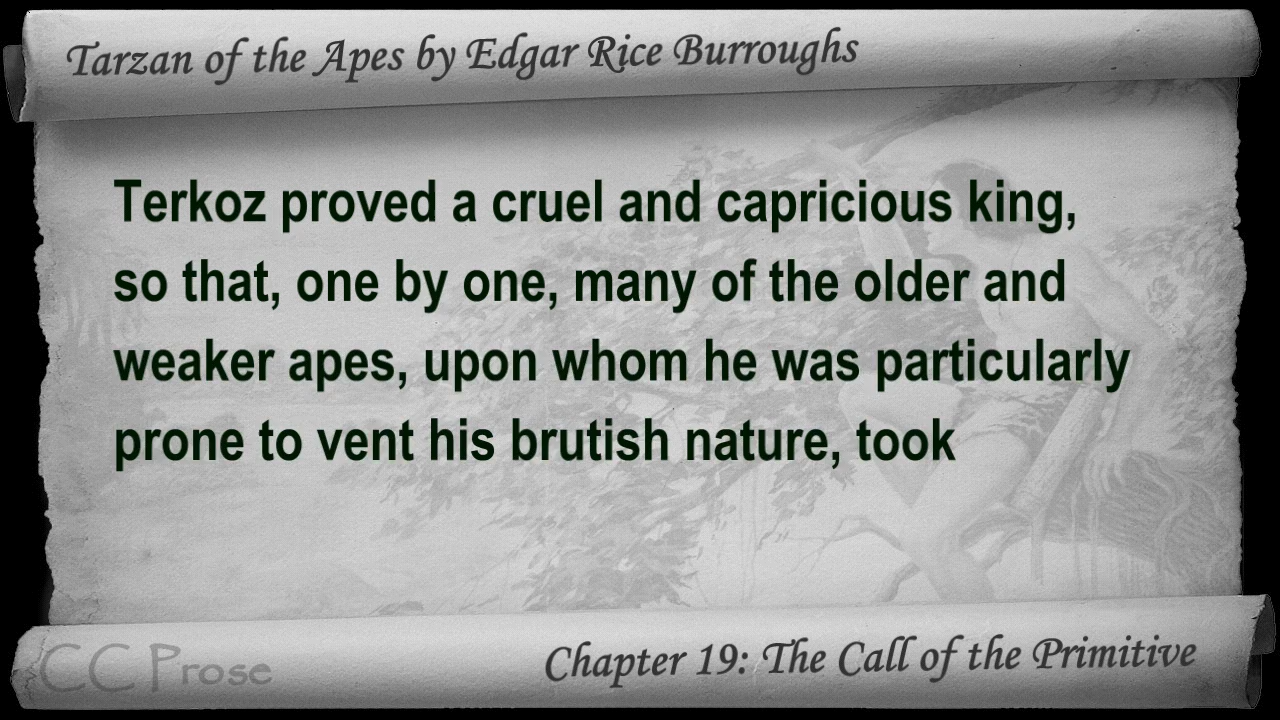 Tarzan of the Apes by Edgar Rice Burroughs
Terkoz proved a cruel and capricious king,
so that, one by one, many of the older and
weaker apes, upon whom he was particularly
prone to vent his brutish nature, took
CC Prose
Chapter 19: The Call of the Primitive